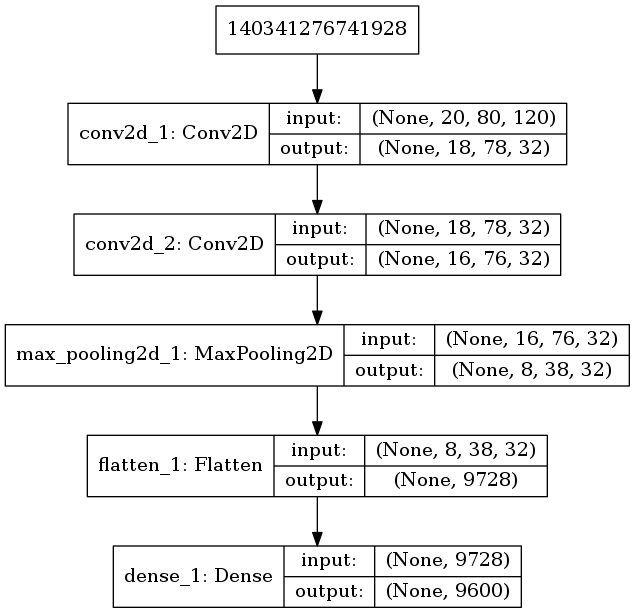 140341276741928
conv2d_1: Conv2D
input: (None, 20, 80, 120)
output: (None, 18, 78, 32)
conv2d_2: Conv2D
input: (None, 18, 78, 32)
output: (None, 16, 76, 32)
max_pooling2d_1: MaxPooling2D
input: (None, 16, 76, 32)
output: (None, 8, 38, 32)
flatten_1: Flatten
input: (None, 8, 38, 32)
output: (None, 9728)
dense_1: Dense
input: (None, 9728)
output: (None, 9600)